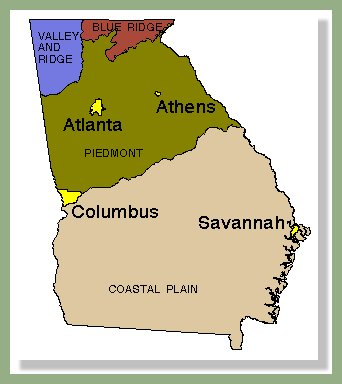 BLUE RIDGE
VALLEY
AND
RIDGE
Athens
Atlanta
PIEDMONT
Columbus
Savannah
COASTAL PLAIN